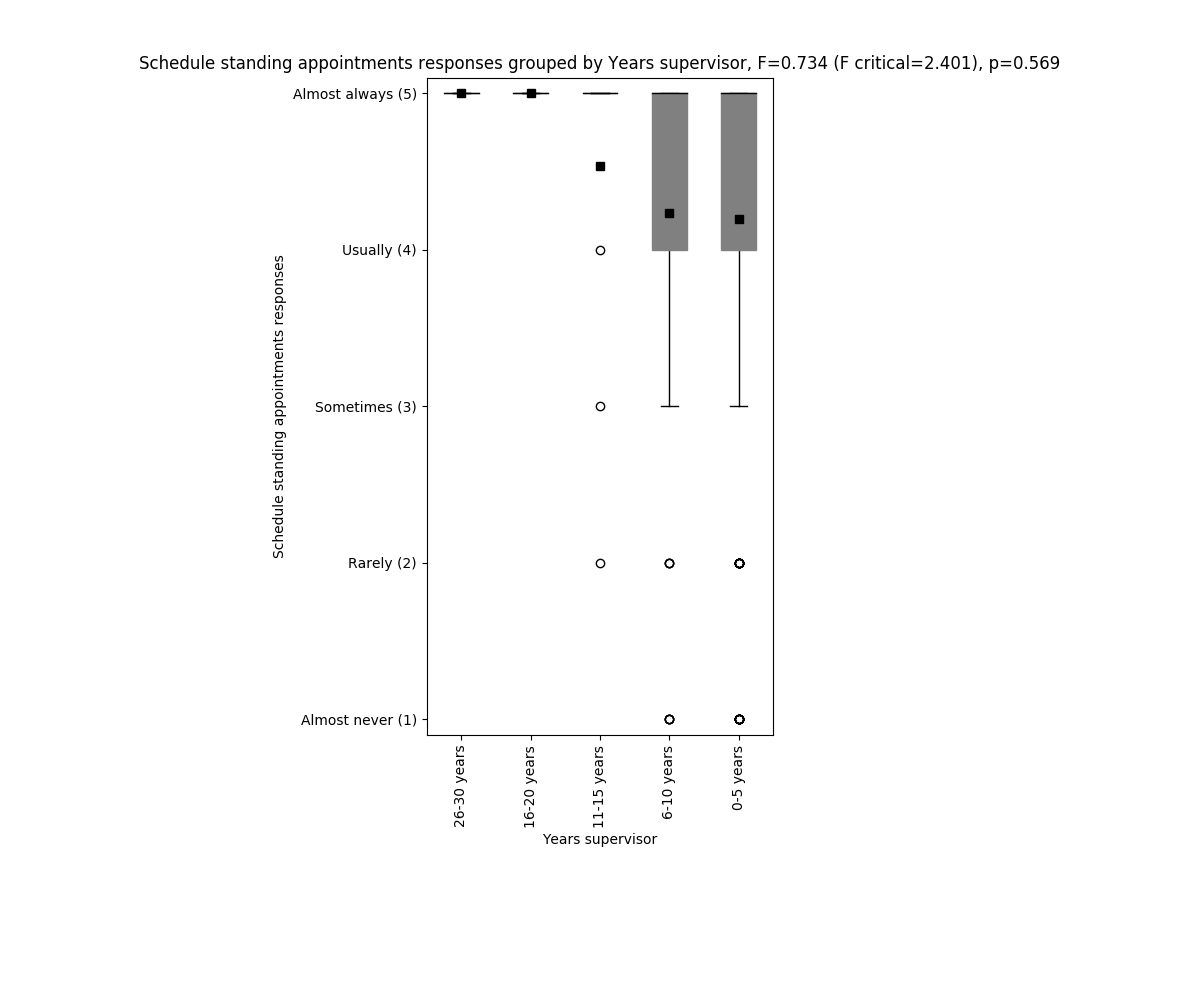 Schedule standing appointments responses grouped by Years supervisor, F=0.734 (F critical=2.401), p=0.569
Almost always (5)
Usually (4)
Sometimes (3)
Rarely (2)
Almost never (1)
Schedule standing appointments responses
26-30 years
16-20 years
11-15 years
6-10 years
0-5 years
Years supervisor